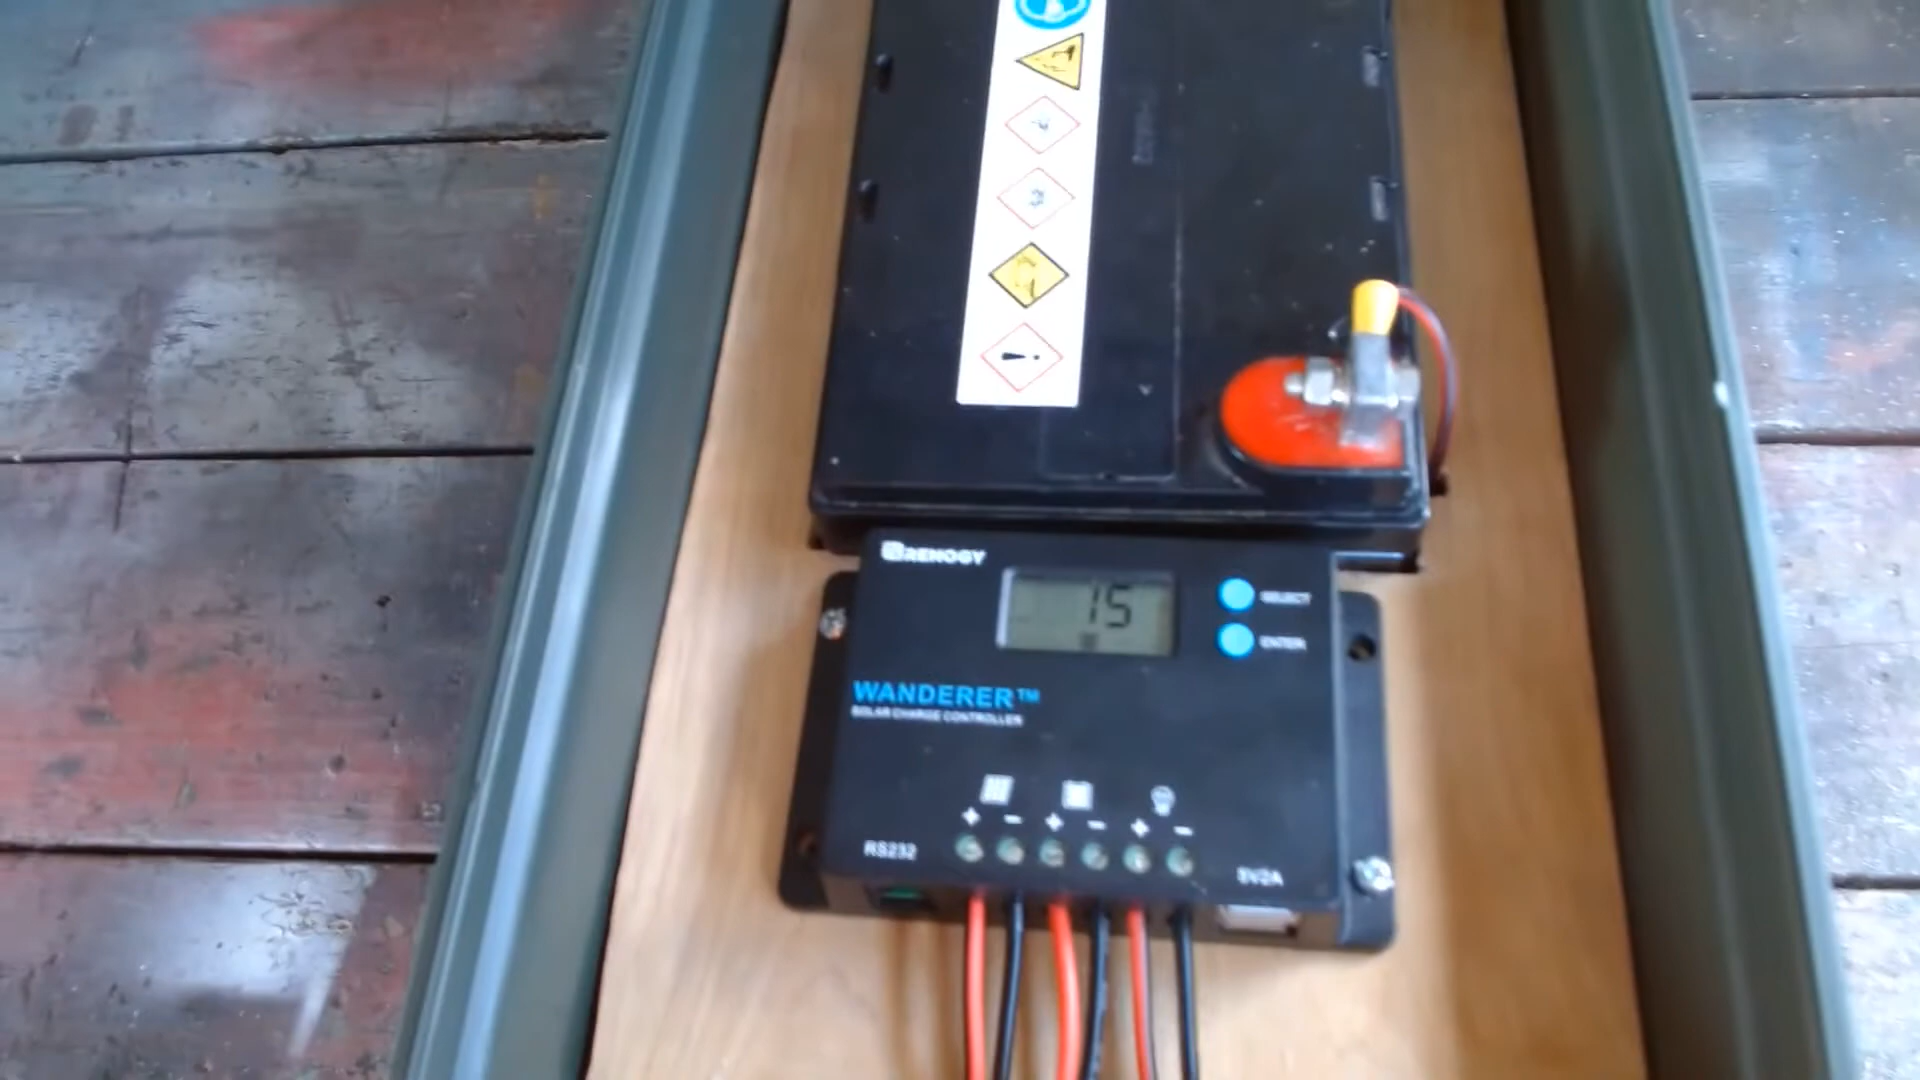 RENOGY
15
SELECT
ENTER
WANDERER™
SOLAR CHARGE CONTROLLER
+ - + - + -
RS232
5V2A